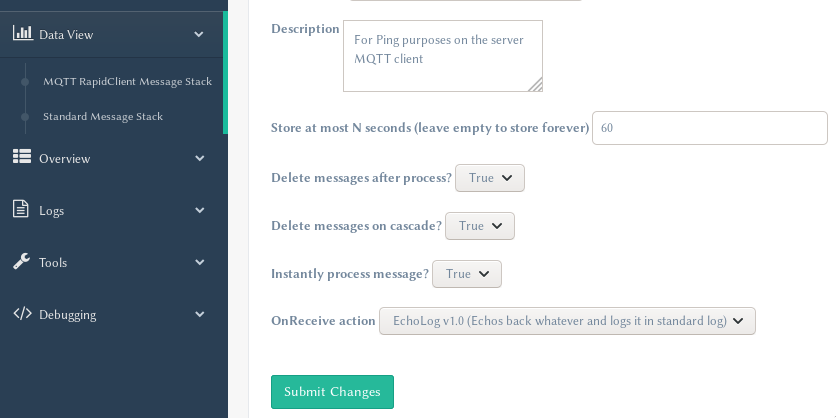 Data View
MQTT RapidClient Message Stack
Standard Message Stack
Overview
Logs
Tools
Debugging
Description
For Ping purposes on the server
MQTT client
Store at most N seconds (leave empty to store forever) 60
Delete messages after process? True
Delete messages on cascade? True
Instantly process message? True
OnReceive action EchoLog v1.0 (Echos back whatever and logs it in standard log)
Submit Changes